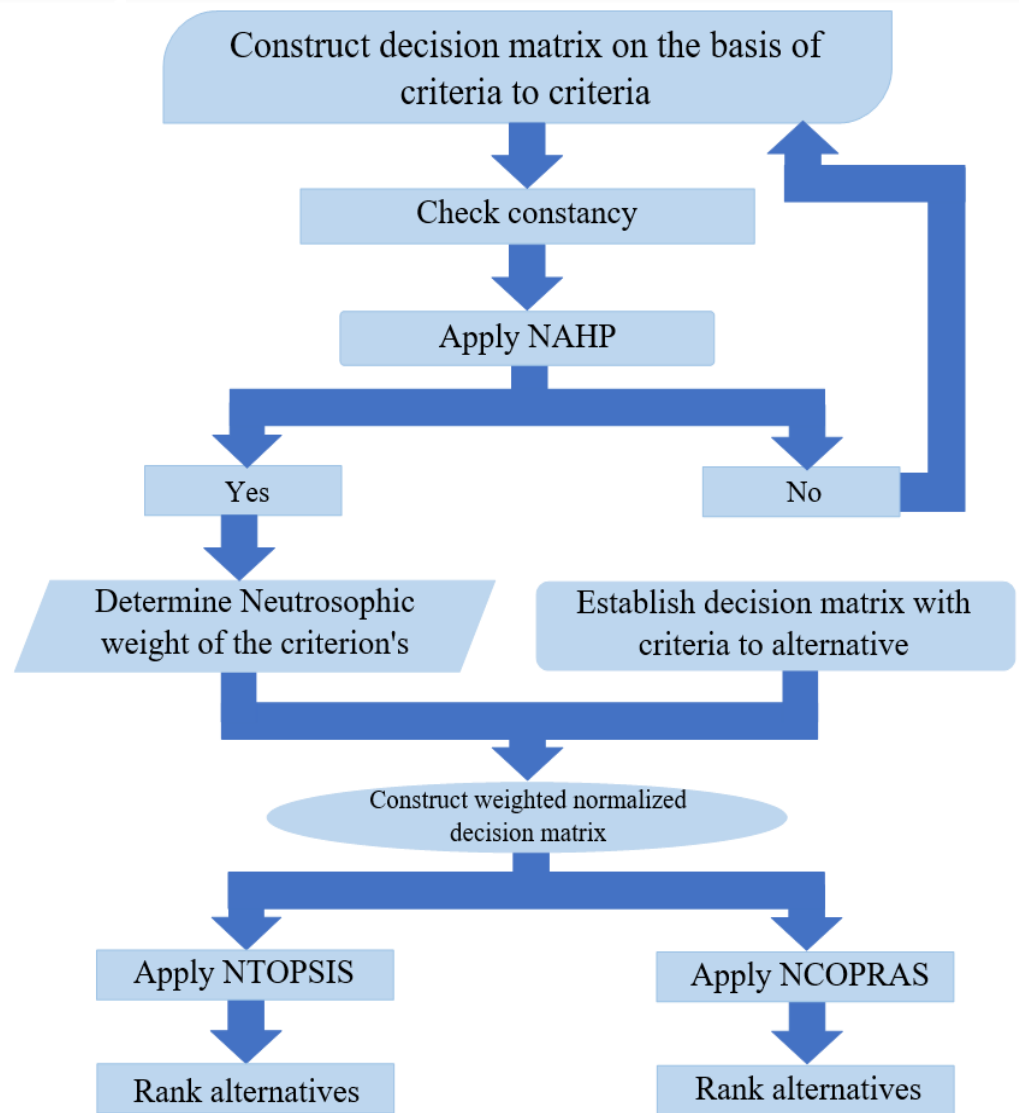 Construct decision matrix on the basis of
criteria to criteria
Check constancy
Apply NAHP
Yes
No
Determine Neutrosophic
weight of the criterion's
Establish decision matrix with
criteria to alternative
Construct weighted normalized
decision matrix
Apply NTOPSIS
Apply NCOPRAS
Rank alternatives
Rank alternatives